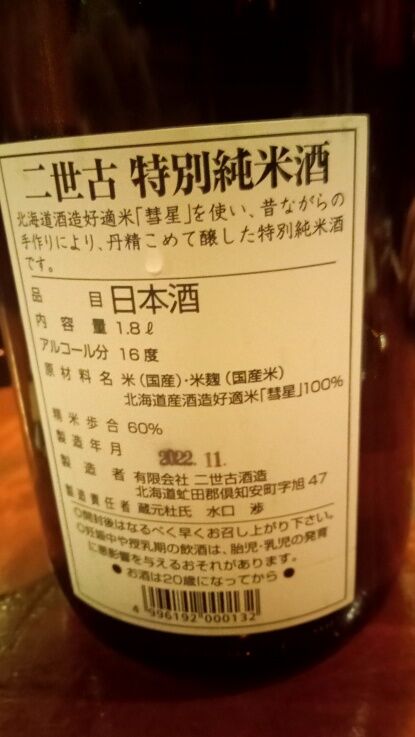 二世古 特別純米酒
北海道酒造好適米「彗星」を使い、昔ながらの
手作りにより、丹精こめて醸した特別純米酒
です。
品目 日本酒
内容量 1.8ℓ
アルコール分 16度
原材料名 米(国産)・米麹(国産米)
北海道産酒造好適米「彗星」100%
精米歩合 60%
製造年月 2022.11.
製造者 有限会社 二世古酒造
北海道虻田郡倶知安町字旭47
製造責任者 蔵元杜氏 水口 渉
○開封後はなるべく早くお召し上がり下さい。
○妊娠中や授乳期の飲酒は、胎児・乳児の発育
に悪影響を与えるおそれがあります。
● お酒は20歳になってから ●
4 996192 000132